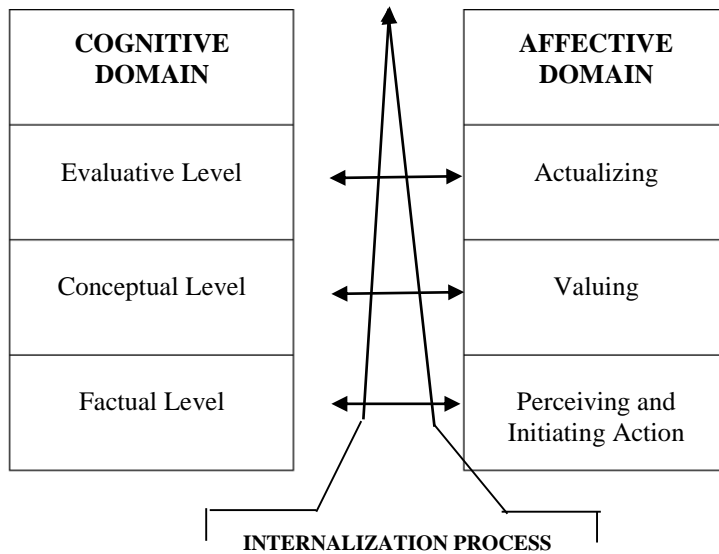 COGNITIVE
DOMAIN
AFFECTIVE
DOMAIN
Evaluative Level
Actualizing
Conceptual Level
Valuing
Factual Level
Perceiving and
Initiating Action
INTERNALIZATION PROCESS